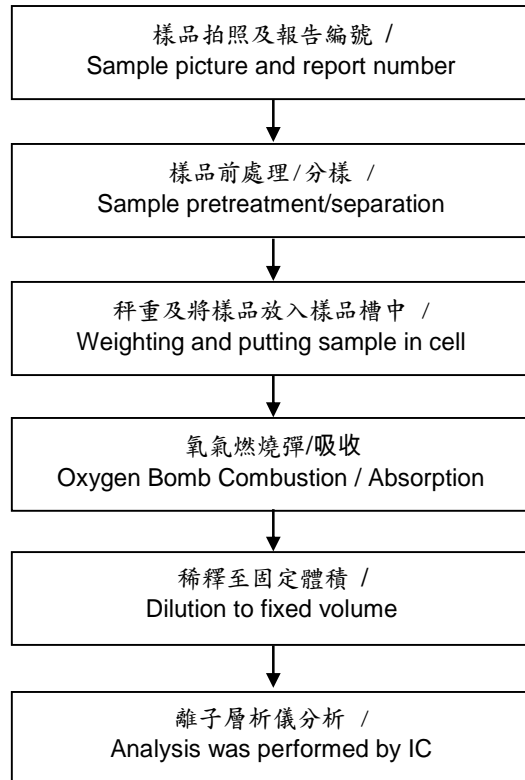 樣品拍照及報告編號 /
Sample picture and report number
樣品前處理/分樣 /
Sample pretreatment/separation
秤重及將樣品放入樣品槽中 /
Weighting and putting sample in cell
氧氣燃燒彈/吸收
Oxygen Bomb Combustion / Absorption
稀釋至固定體積 /
Dilution to fixed volume
離子層析儀分析 /
Analysis was performed by IC